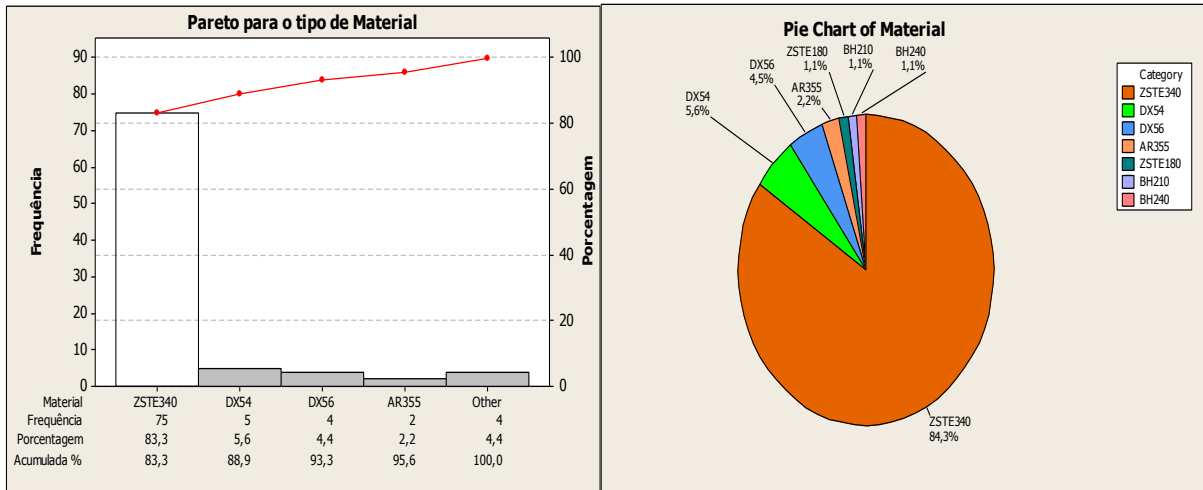 Pareto para o tipo de Material
Frequência
90
80
70
60
50
40
30
20
10
0
Porcentagem
100
80
60
40
20
0
Material ZSTE340 DX54 DX56 AR355 Other
Frequência 75 5 4 2 4
Porcentagem 83,3 5,6 4,4 2,2 4,4
Acumulada % 83,3 88,9 93,3 95,6 100,0
Pie Chart of Material
ZSTE180
1,1%
BH210
1,1%
BH240
1,1%
DX56
4,5%
AR355
2,2%
DX54
5,6%
ZSTE340
84,3%
Category
ZSTE340
DX54
DX56
AR355
ZSTE180
BH210
BH240